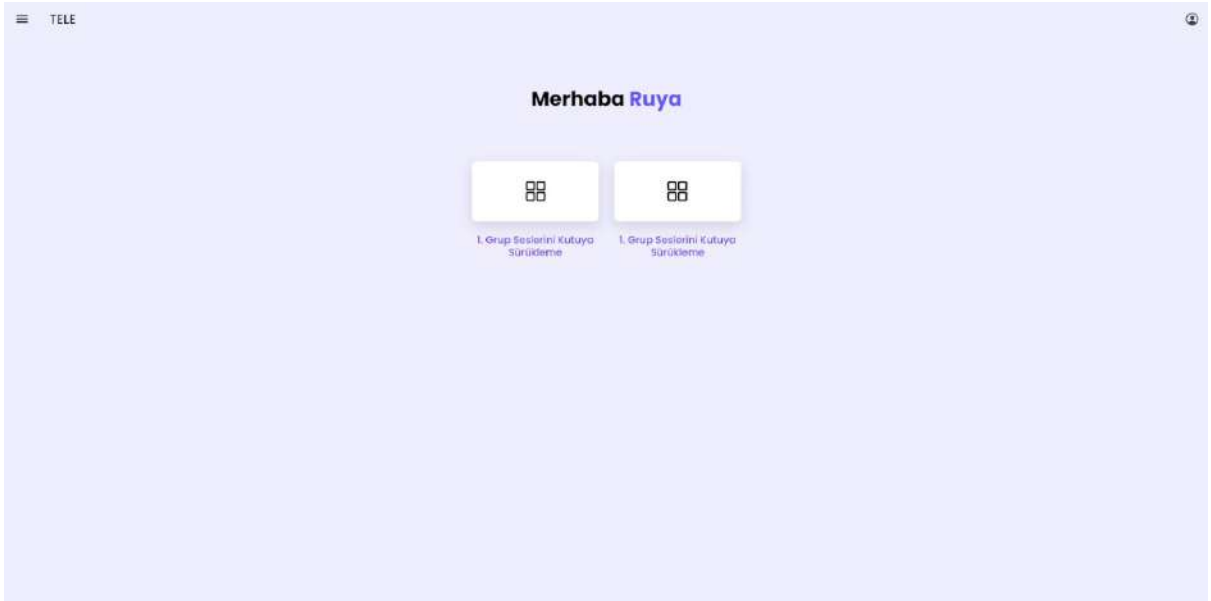 TELE
Merhaba Ruya
1. Grup Seslerini Kutuya
Sürükleme
1. Grup Seslerini Kutuya
Sürükleme